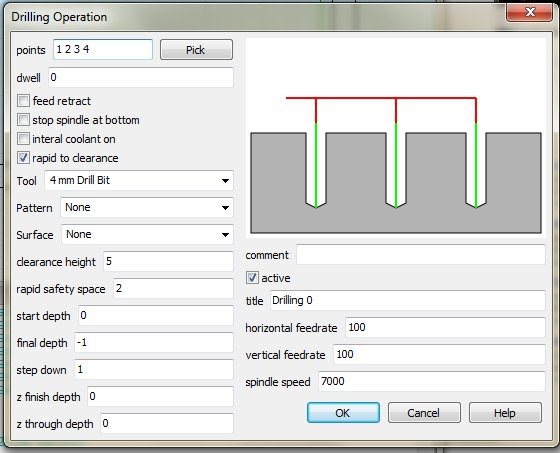 Drilling Operation
points 1 2 3 4 Pick
dwell 0
feed retract
stop spindle at bottom
interal coolant on
rapid to clearance
Tool 4 mm Drill Bit
Pattern None
Surface None
clearance height 5
rapid safety space 2
start depth 0
final depth -1
step down 1
z finish depth 0
z through depth 0
comment
active
title Drilling 0
horizontal feedrate 100
vertical feedrate 100
spindle speed 7000
OK Cancel Help